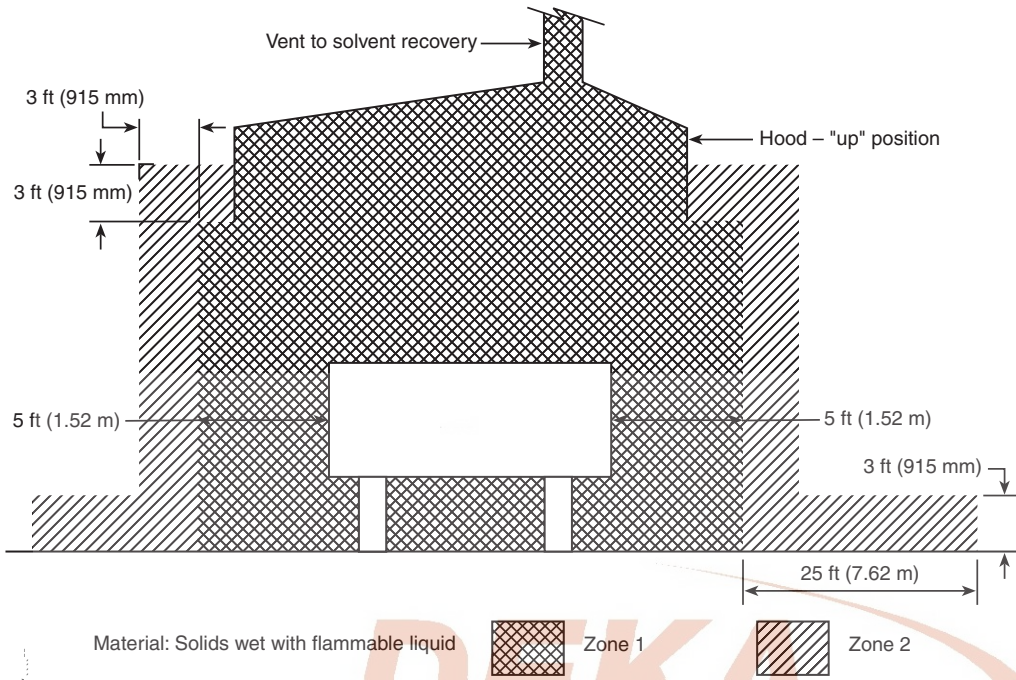 Vent to solvent recovery
3 ft (915 mm)
Hood – "up" position
3 ft (915 mm)
5 ft (1.52 m)
5 ft (1.52 m)
3 ft (915 mm)
25 ft (7.62 m)
Material: Solids wet with flammable liquid
Zone 1
Zone 2
DEKA